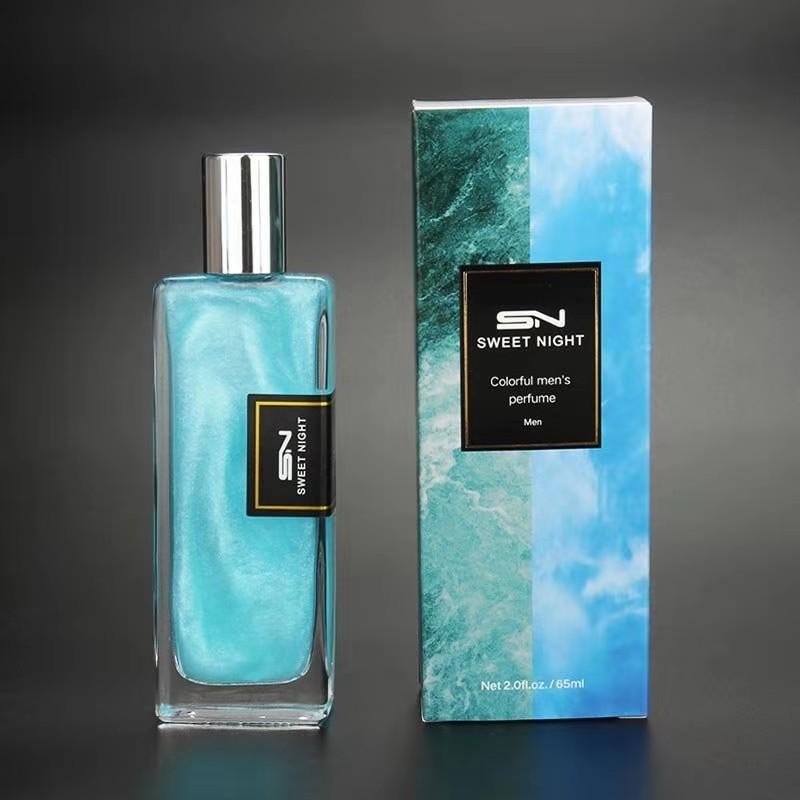 SN
SWEET NIGHT
SN
SWEET NIGHT
Colorful men's
perfume
Men
Net 2.0fl.oz. / 65ml